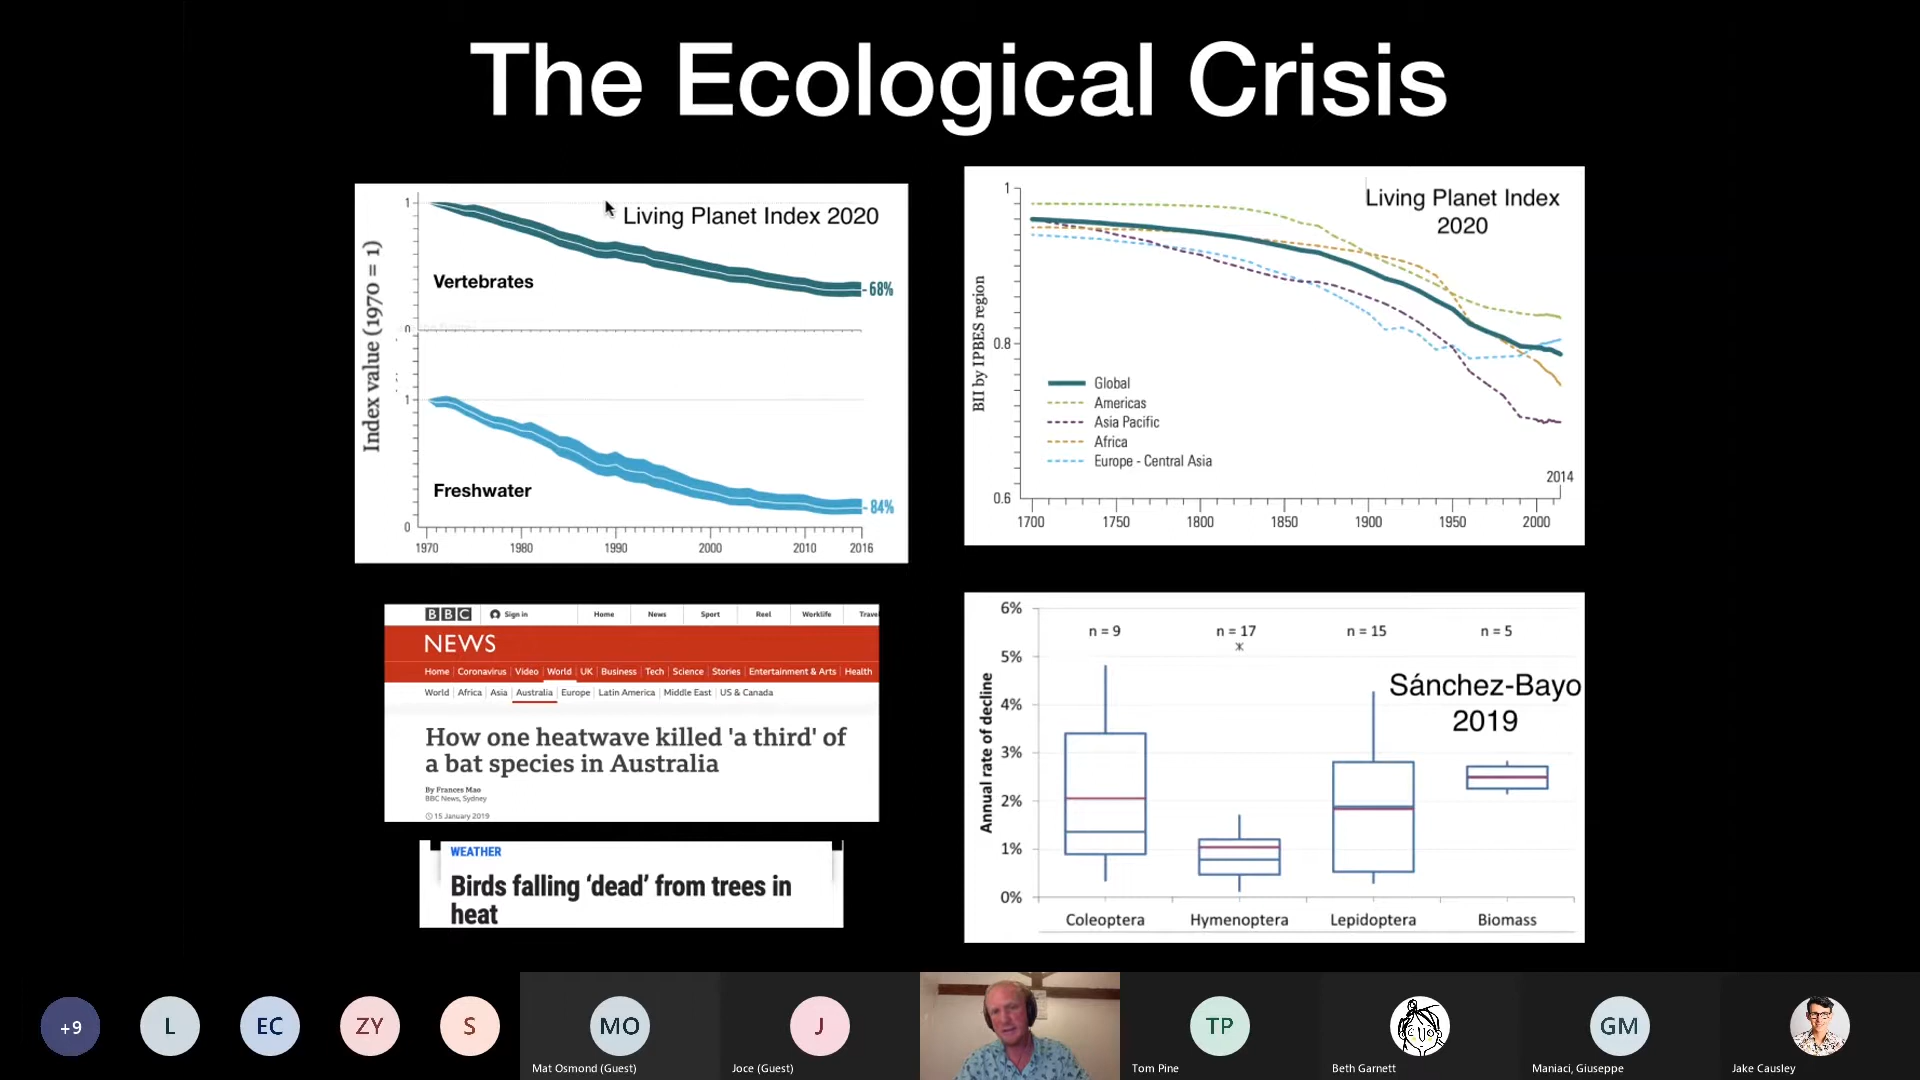 The Ecological Crisis
Living Planet Index 2020
Index value (1970 = 1)
1
Vertebrates
- 68%
0
1
Freshwater
- 84%
0
1970
1980
1990
2000
2010
2016
Living Planet Index
2020
BII by IPBES region
1
0.8
0.6
Global
Americas
Asia Pacific
Africa
Europe - Central Asia
2014
1700
1750
1800
1850
1900
1950
2000
BBC Sign in Home News Sport Reel Worklife Travel
NEWS
Home Coronavirus Video World UK Business Tech Science Stories Entertainment & Arts Health
World Africa Asia Australia Europe Latin America Middle East US & Canada
How one heatwave killed 'a third' of
a bat species in Australia
By Frances Mao
BBC News, Sydney
15 January 2019
WEATHER
Birds falling ‘dead’ from trees in
heat
6%
5%
4%
3%
2%
1%
0%
Annual rate of decline
n = 9
n = 17
n = 15
n = 5
Sánchez-Bayo
2019
Coleoptera
Hymenoptera
Lepidoptera
Biomass
+9
L
EC
ZY
S
MO
Mat Osmond (Guest)
J
Joce (Guest)
TP
Tom Pine
Beth Garnett
GM
Maniaci, Giuseppe
Jake Causley